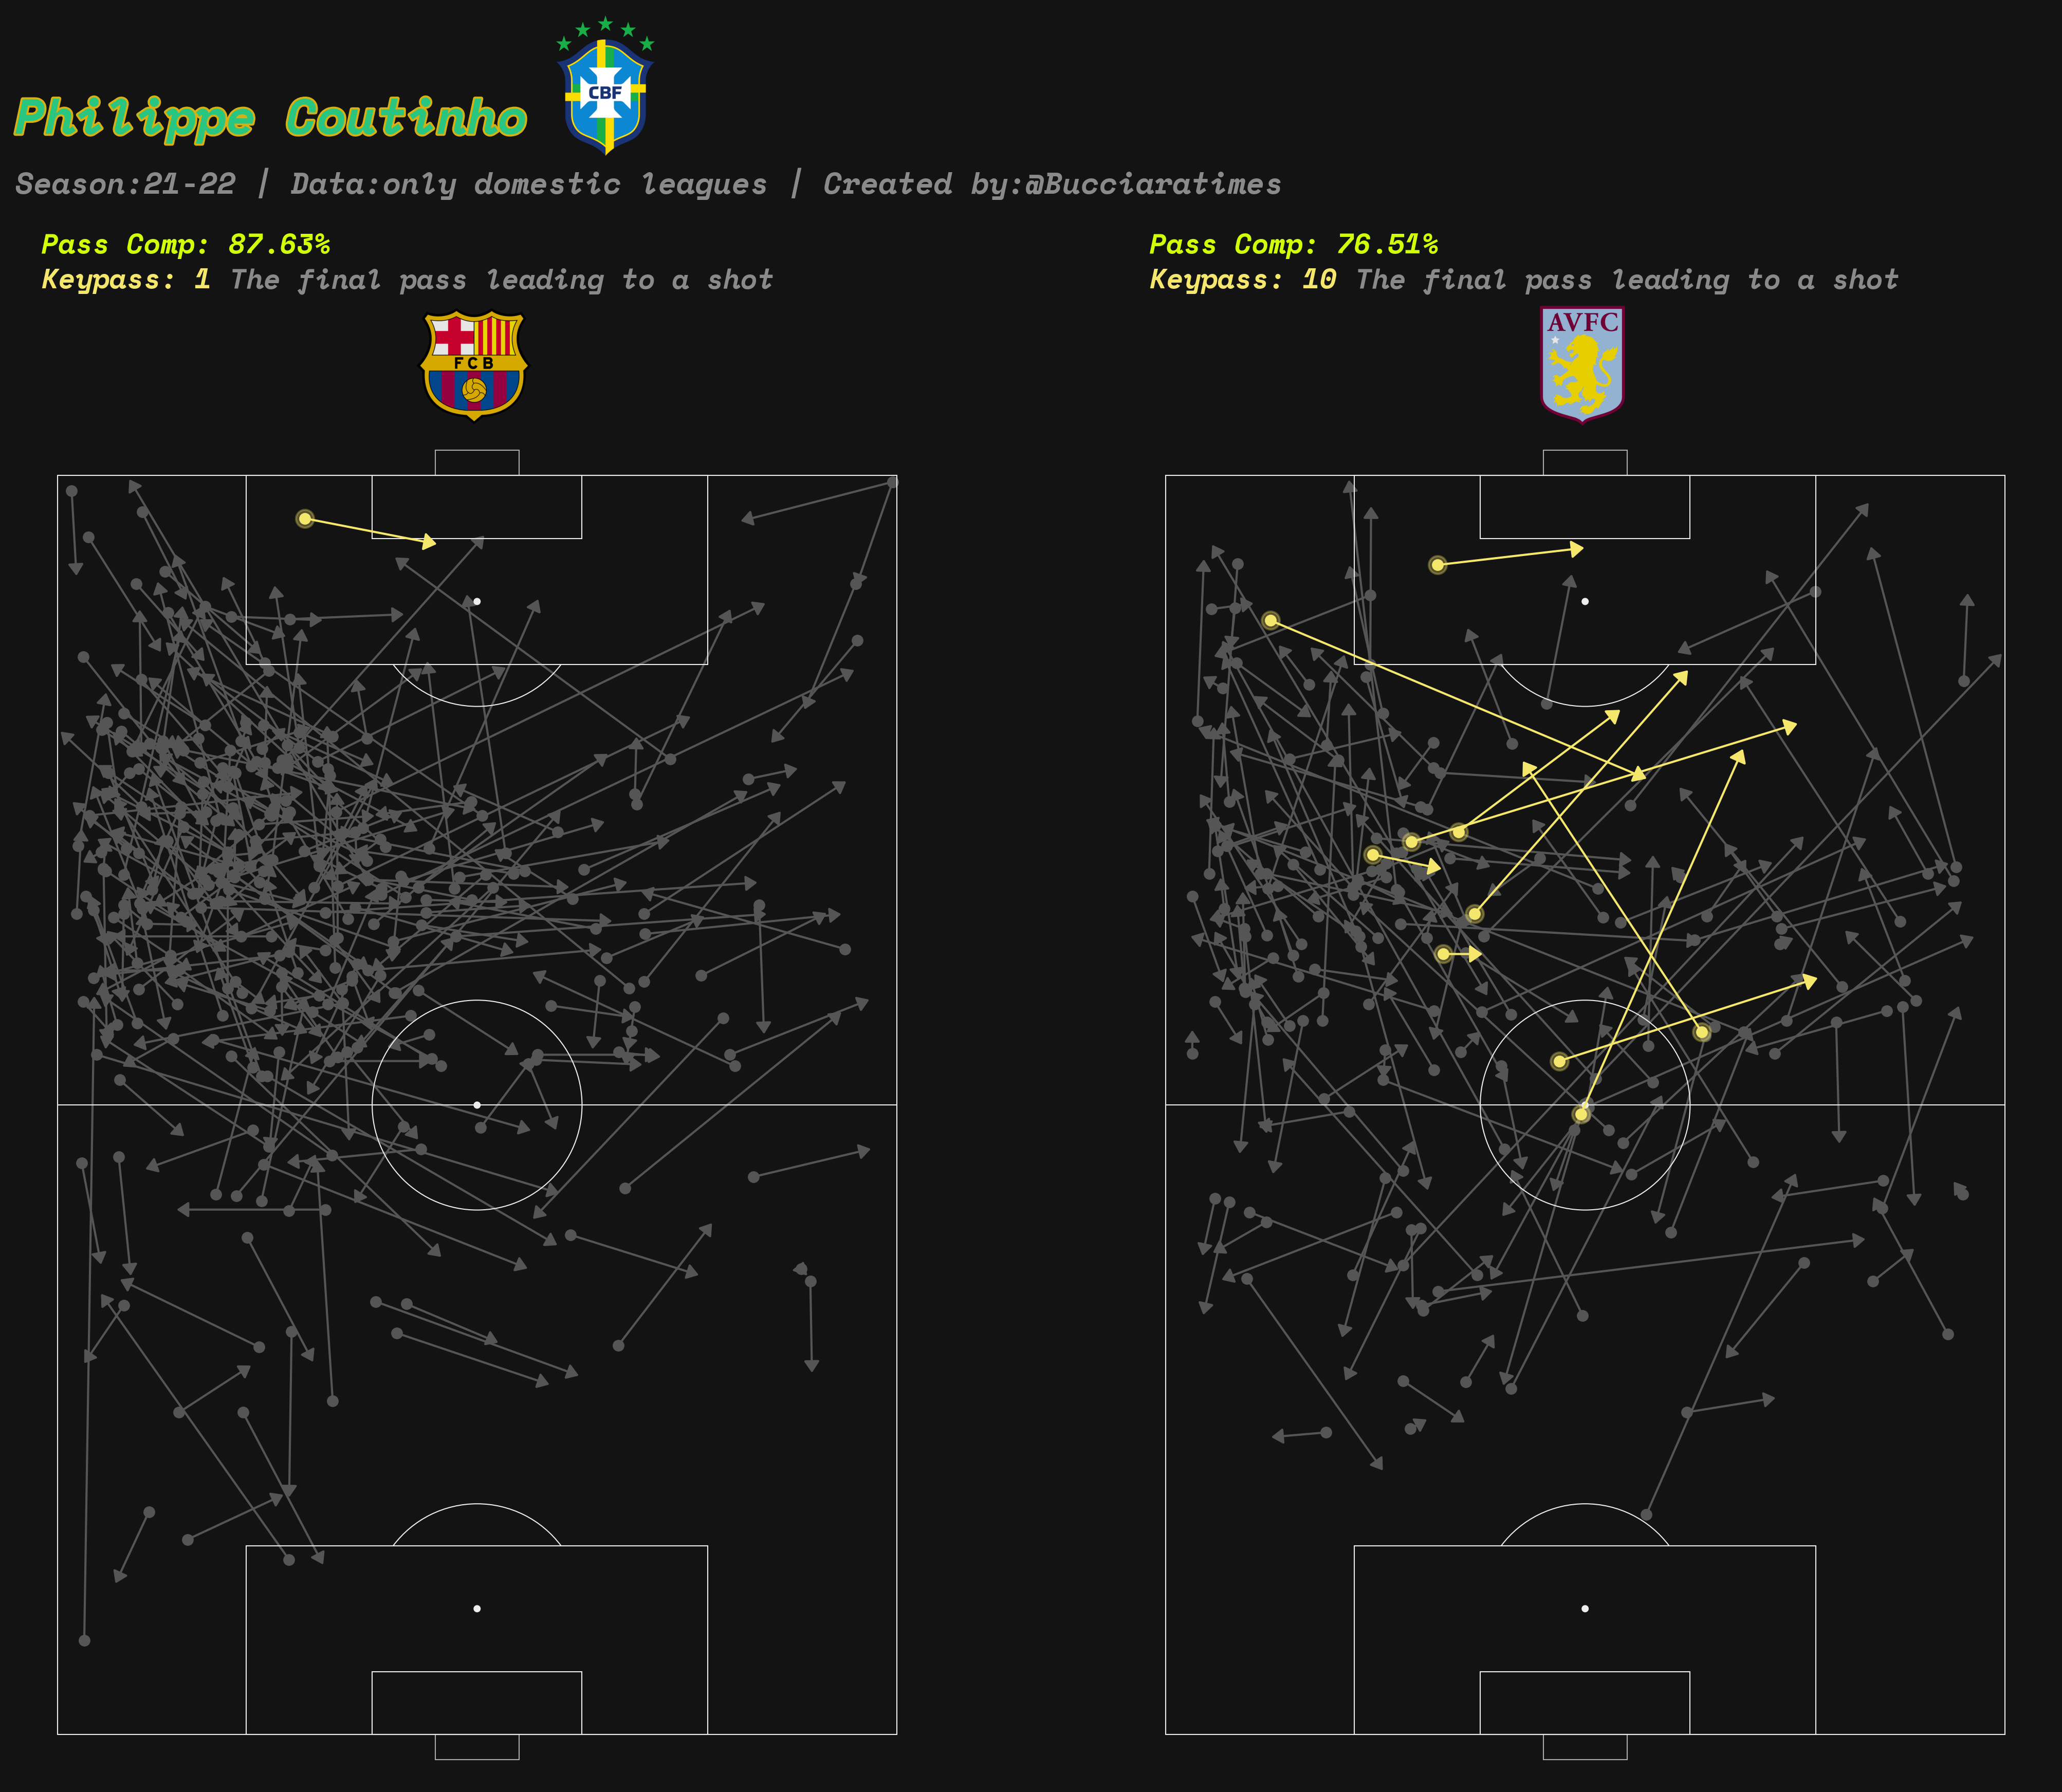 CBF
Philippe Coutinho
Season:21-22 | Data:only domestic leagues | Created by:@Bucciaratimes
Pass Comp: 87.63%
Keypass: 1 The final pass leading to a shot
FCB
Pass Comp: 76.51%
Keypass: 10 The final pass leading to a shot
AVFC